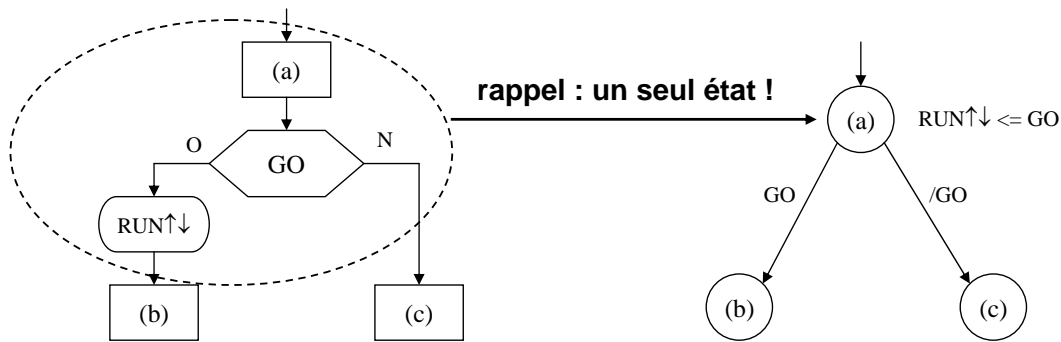 (a)
O
GO
N
RUN↑↓
(b)
(c)
rappel : un seul état !
(a)
RUN↑↓ <= GO
GO
/GO
(b)
(c)